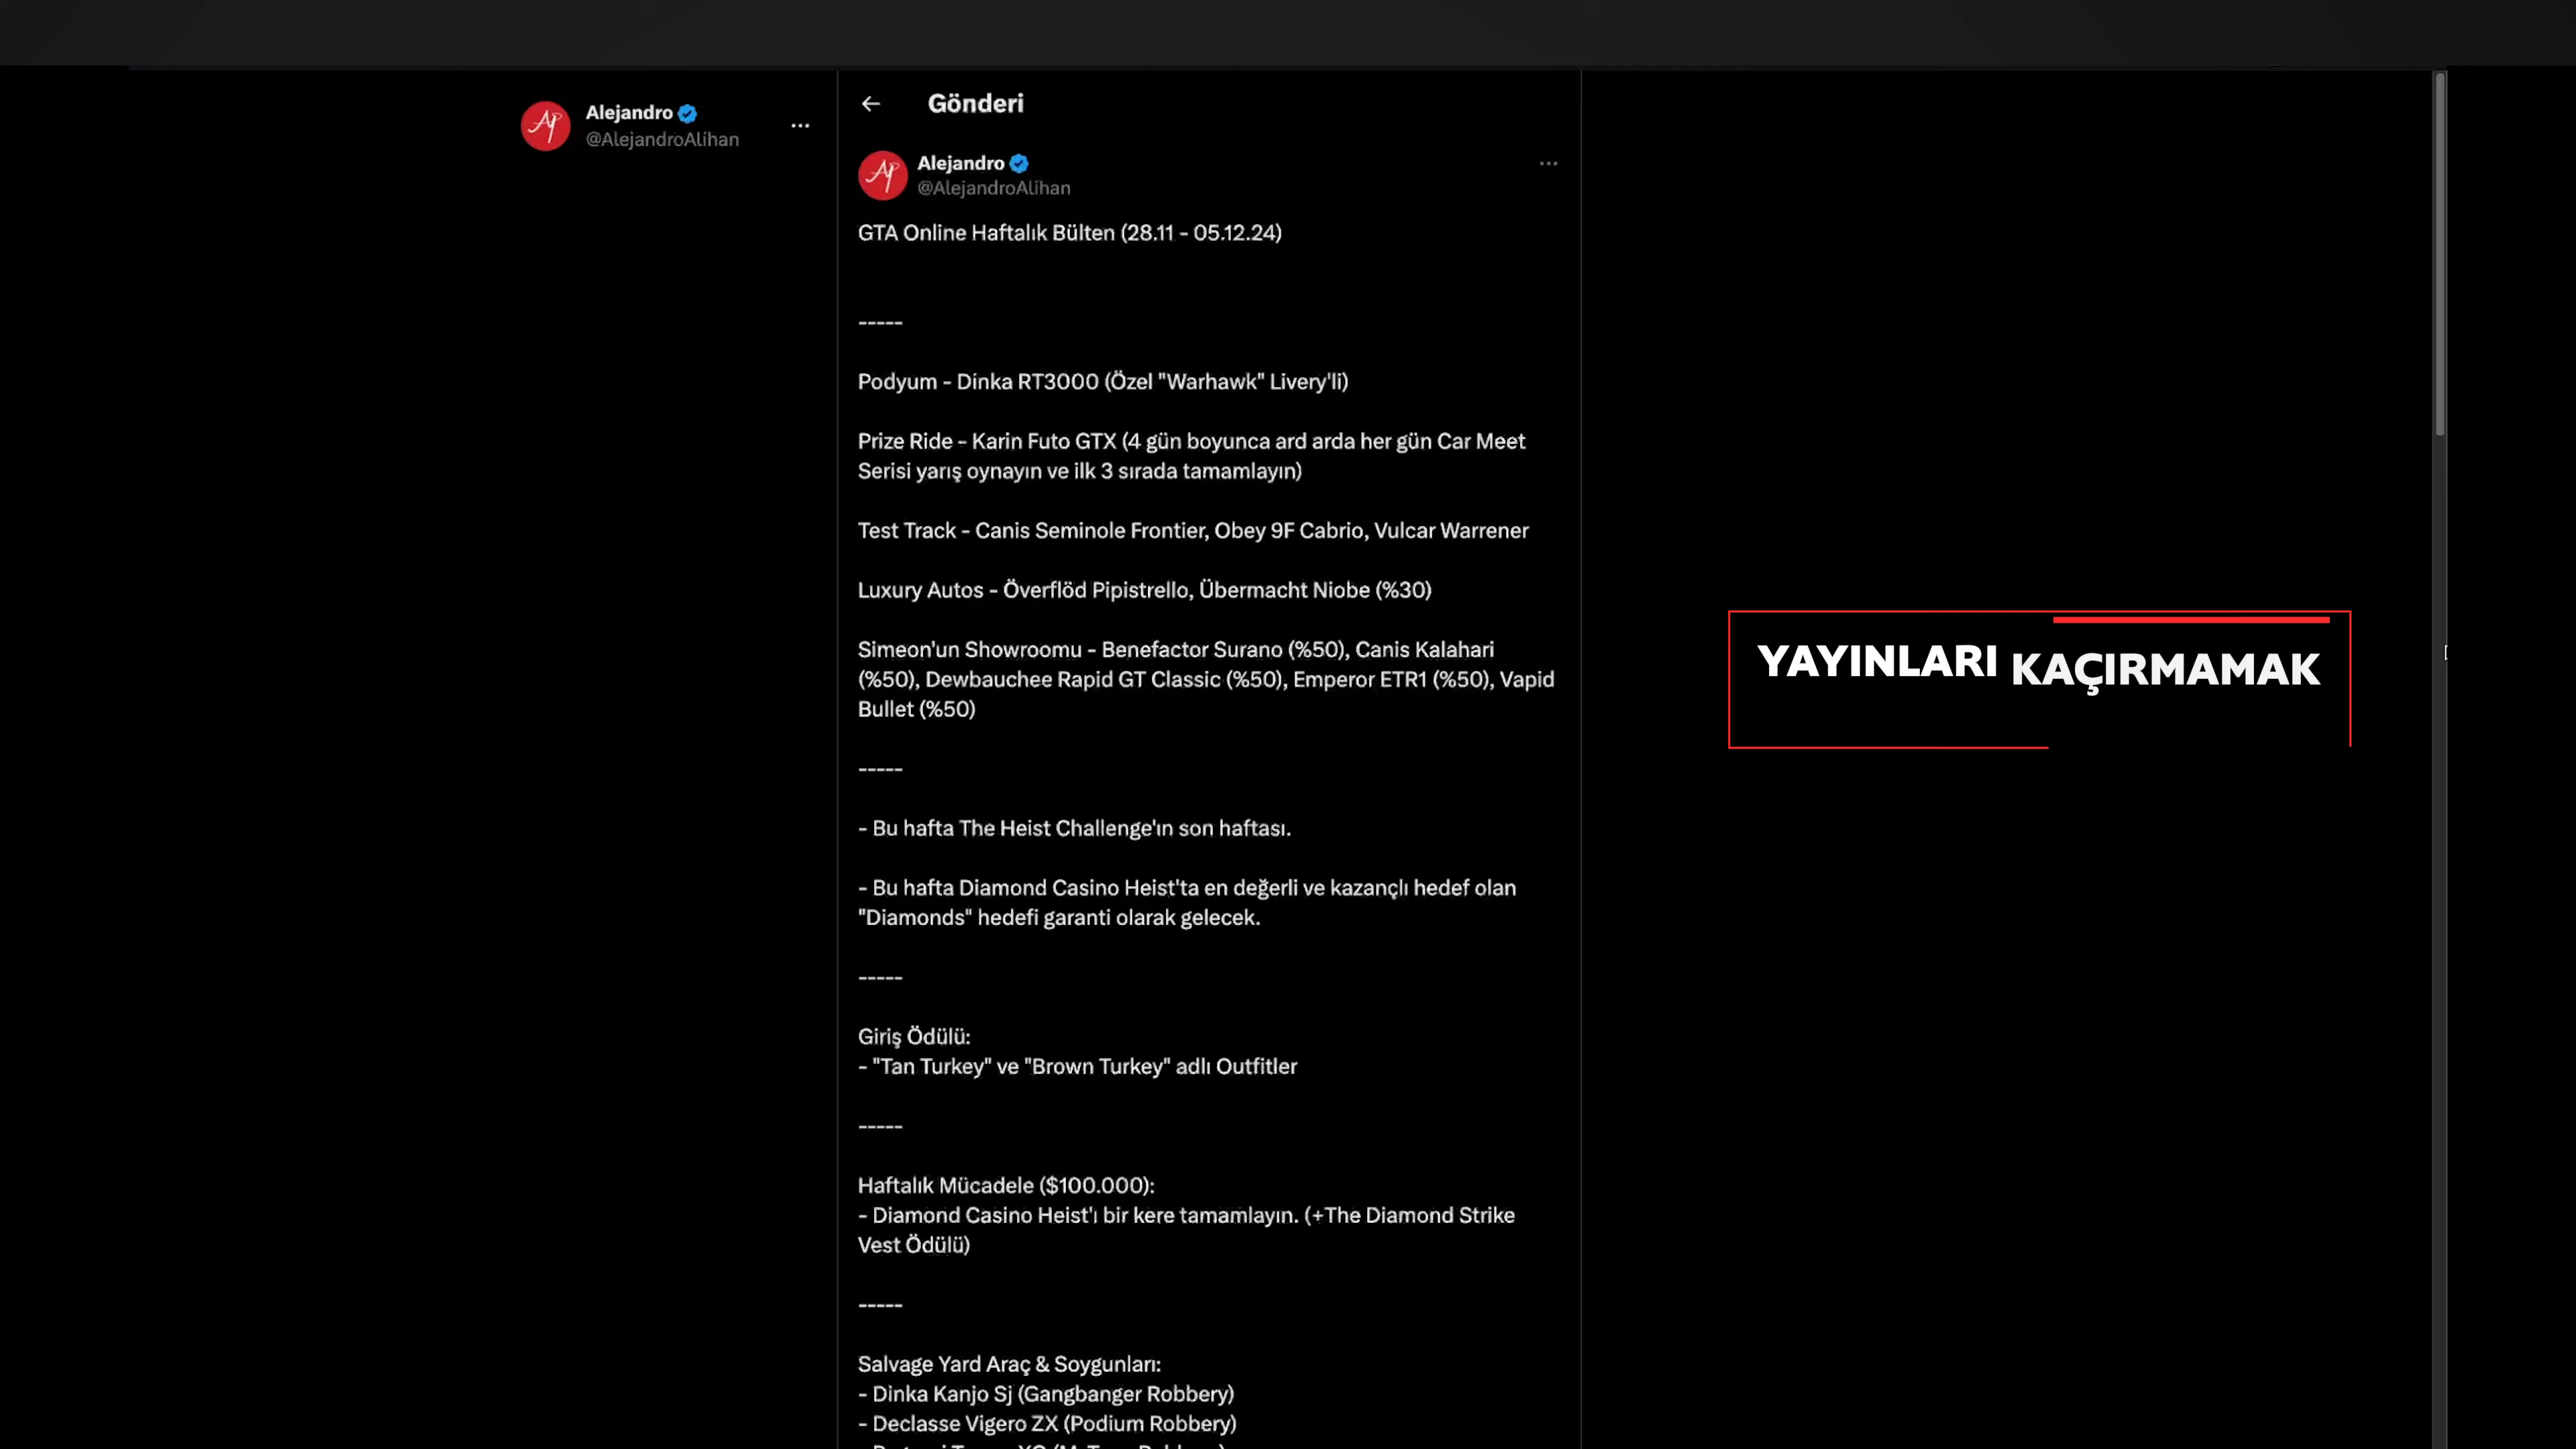 Alejandro
@AlejandroAlihan
Gönderi
Alejandro
@AlejandroAlihan
GTA Online Haftalık Bülten (28.11 - 05.12.24)
-----
Podyum - Dinka RT3000 (Özel "Warhawk" Livery'li)
Prize Ride - Karin Futo GTX (4 gün boyunca ard arda her gün Car Meet
Serisi yarış oynayın ve ilk 3 sırada tamamlayın)
Test Track - Canis Seminole Frontier, Obey 9F Cabrio, Vulcar Warrener
Luxury Autos - Överflöd Pipistrello, Übermacht Niobe (%30)
Simeon'un Showroomu - Benefactor Surano (%50), Canis Kalahari
(%50), Dewbauchee Rapid GT Classic (%50), Emperor ETR1 (%50), Vapid
Bullet (%50)
-----
- Bu hafta The Heist Challenge'ın son haftası.
- Bu hafta Diamond Casino Heist'ta en değerli ve kazançlı hedef olan
"Diamonds" hedefi garanti olarak gelecek.
-----
Giriş Ödülü:
- "Tan Turkey" ve "Brown Turkey" adlı Outfitler
-----
Haftalık Mücadele ($100.000):
- Diamond Casino Heist'ı bir kere tamamlayın. (+The Diamond Strike
Vest Ödülü)
-----
Salvage Yard Araç & Soygunları:
- Dinka Kanjo Sj (Gangbanger Robbery)
- Declasse Vigero ZX (Podium Robbery)
YAYINLARI KAÇIRMAMAK